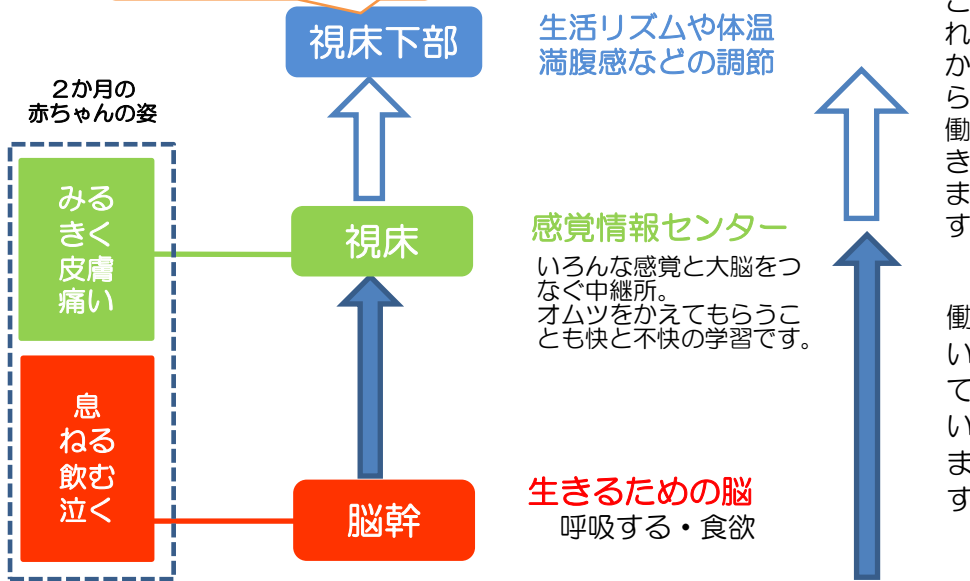 視床下部
生活リズムや体温
満腹感などの調節
２か月の
赤ちゃんの姿
みる
きく
皮膚
痛い
視床
感覚情報センター
いろんな感覚と大脳をつ
なぐ中継所。
オムツをかえてもらうこ
とも快と不快の学習です。
息
ねる
飲む
泣く
脳幹
生きるための脳
呼吸する・食欲
これから働きます
働いています